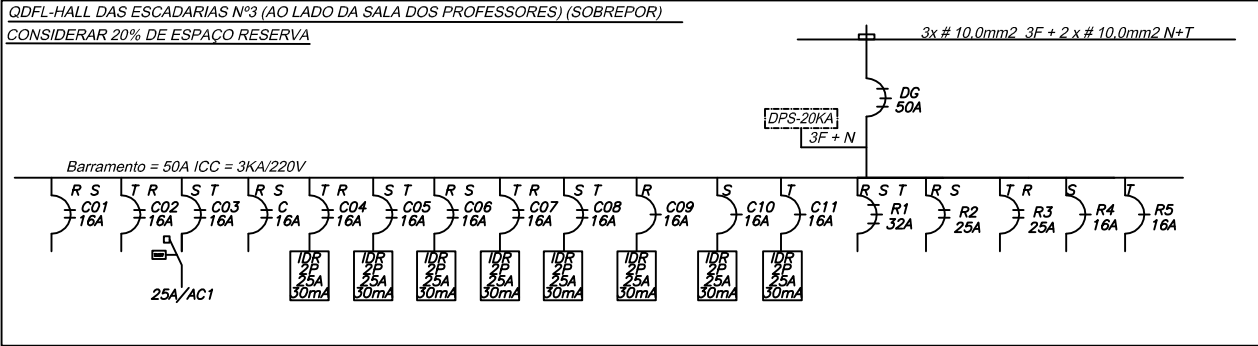 QDFL-HALL DAS ESCADARIAS Nº3 (AO LADO DA SALA DOS PROFESSORES) (SOBREPOR)
CONSIDERAR 20% DE ESPAÇO RESERVA
3x # 10,0mm2 3F + 2 x # 10,0mm2 N+T
DG
50A
DPS-20KA
3F + N
Barramento = 50A ICC = 3KA/220V
R S
C01
16A
T R
C02
16A
S T
C03
16A
R S
C
16A
T R
C04
16A
S T
C05
16A
R S
C06
16A
T R
C07
16A
S T
C08
16A
R
C09
16A
S
C10
16A
T
C11
16A
R S T
R1
32A
R S
R2
25A
T R
R3
25A
S
R4
16A
T
R5
16A
25A/AC1
IDR
2P
25A
30mA
IDR
2P
25A
30mA
IDR
2P
25A
30mA
IDR
2P
25A
30mA
IDR
2P
25A
30mA
IDR
2P
25A
30mA
IDR
2P
25A
30mA
IDR
2P
25A
30mA